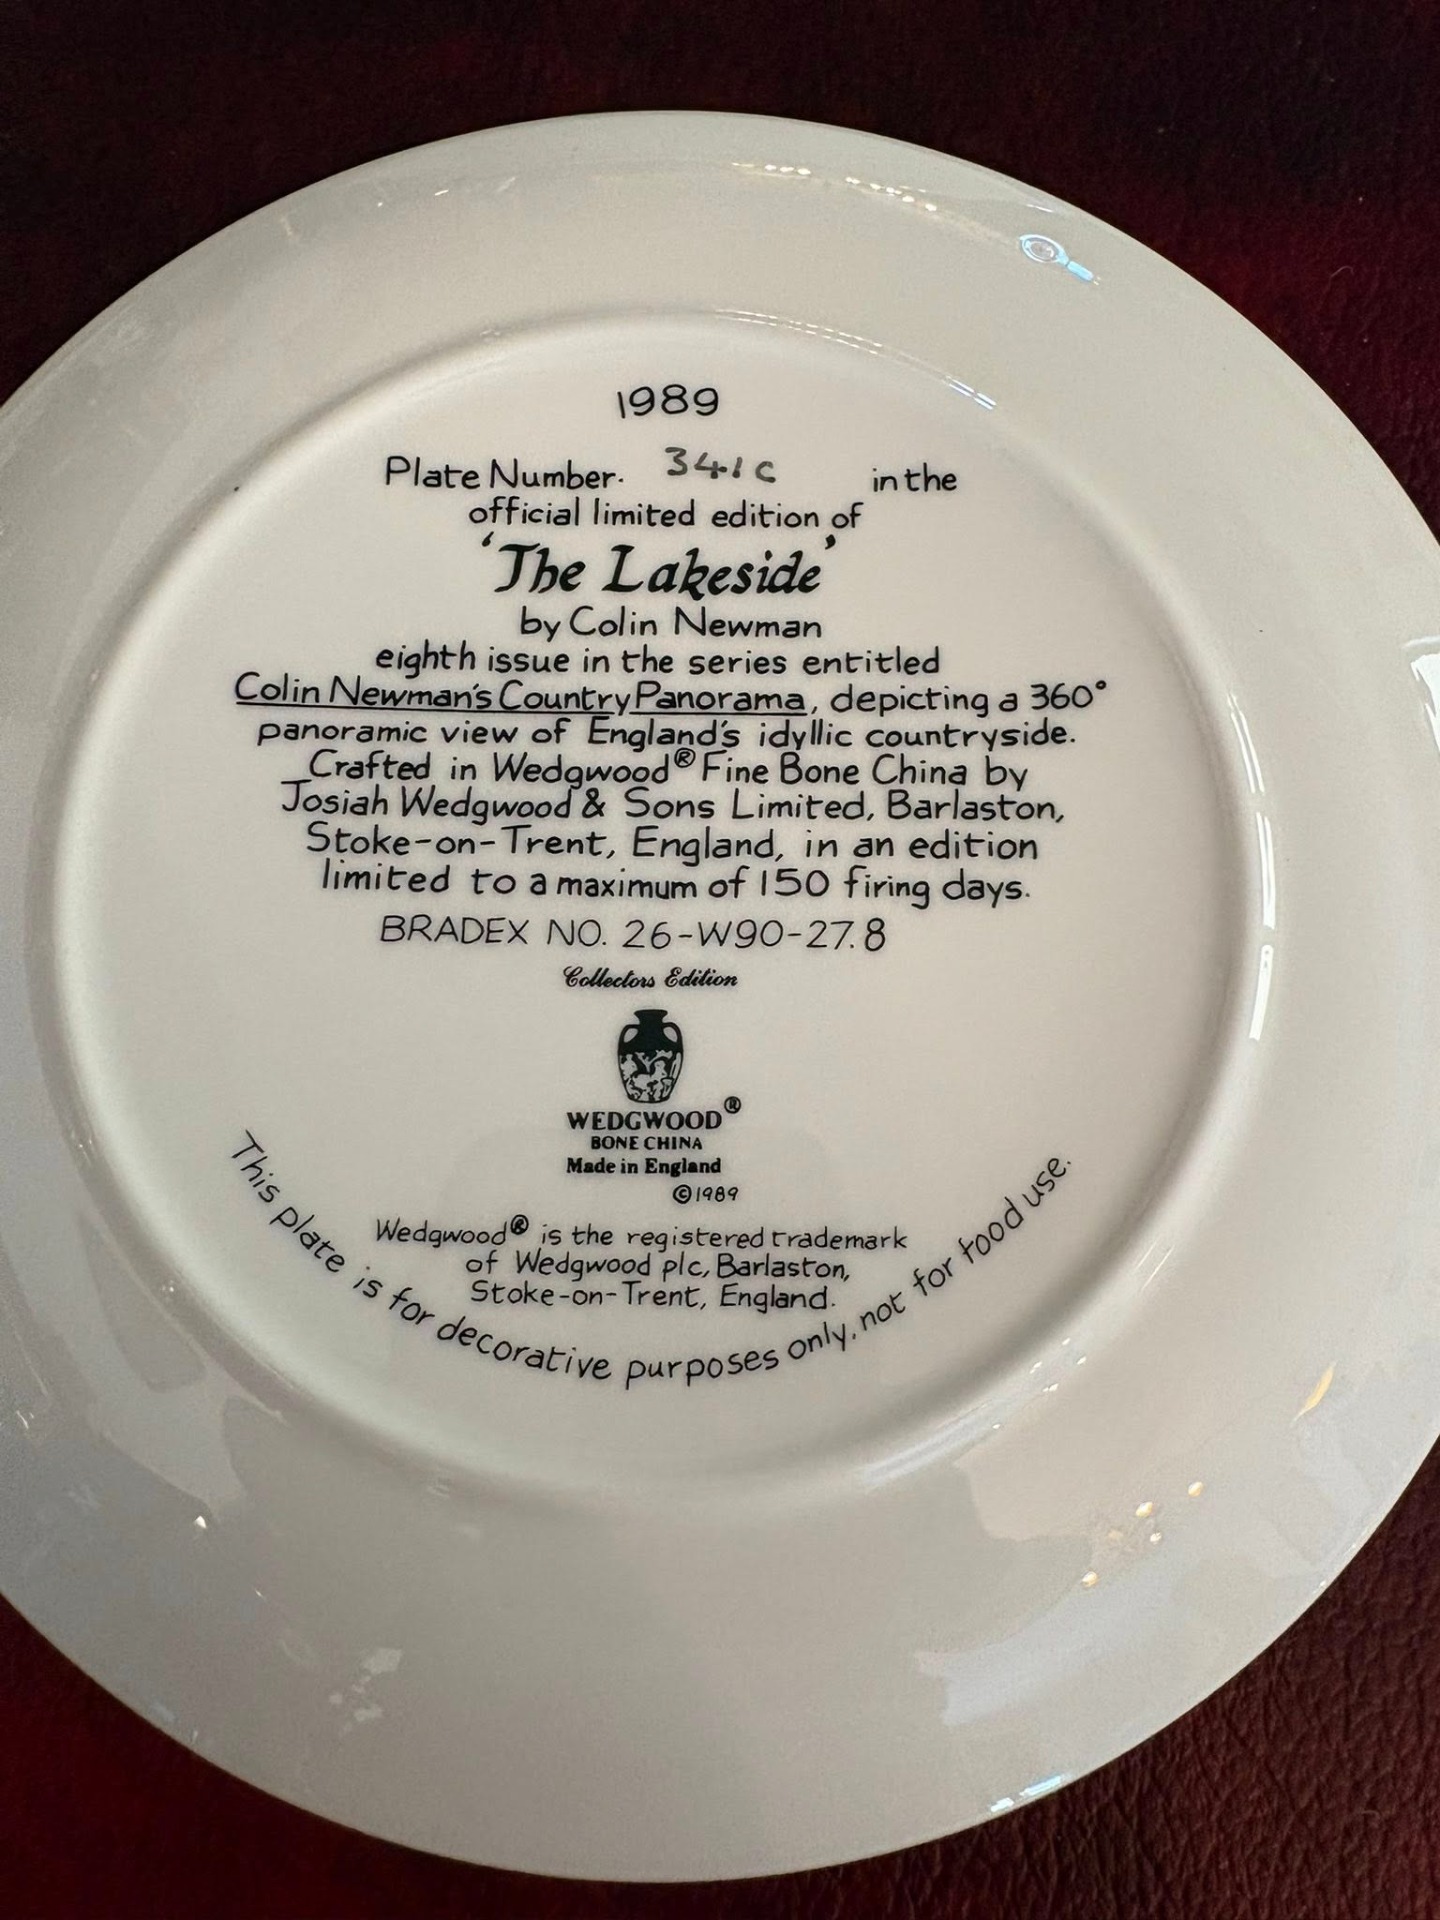 1989
Plate Number. 341C in the
official limited edition of
'The Lakeside'
by Colin Newman
eighth issue in the series entitled
Colin Newman's Country Panorama, depicting a 360°
panoramic view of England's idyllic countryside.
Crafted in Wedgwood® Fine Bone China by
Josiah Wedgwood & Sons Limited, Barlaston,
Stoke-on-Trent, England, in an edition
limited to a maximum of 150 firing days.
BRADEX NO. 26-W90-27.8
Collectors Edition
WEDGWOOD®
BONE CHINA
Made in England
©1989
Wedgwood® is the registered trademark
of Wedgwood plc, Barlaston,
Stoke-on-Trent, England.
This plate is for decorative purposes only, not for food use.